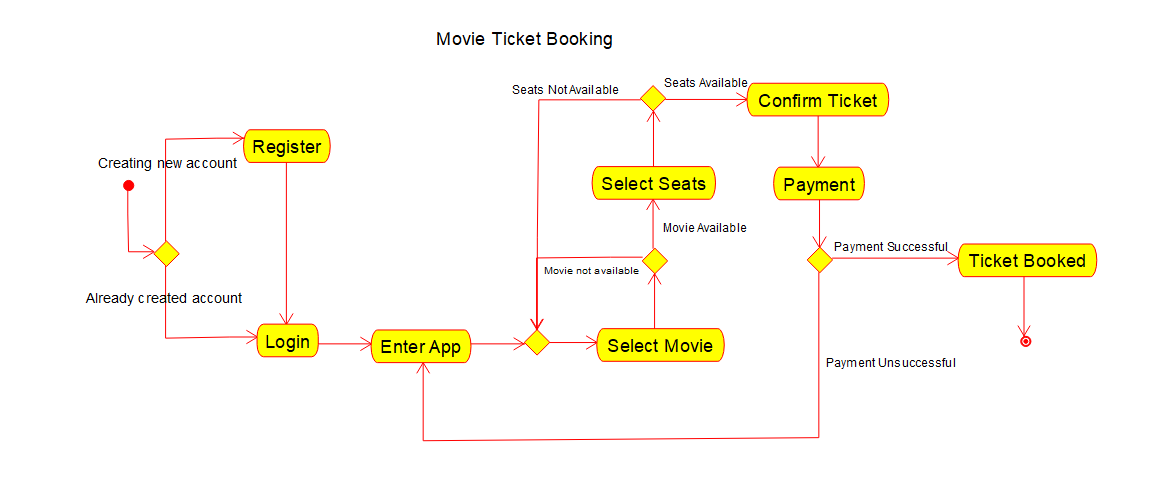 Movie Ticket Booking
Seats Not Available
Seats Available
Confirm Ticket
Register
Creating new account
Select Seats
Payment
Movie Available
Payment Successful
Ticket Booked
Movie not available
Already created account
Login
Enter App
Select Movie
Payment Unsuccessful